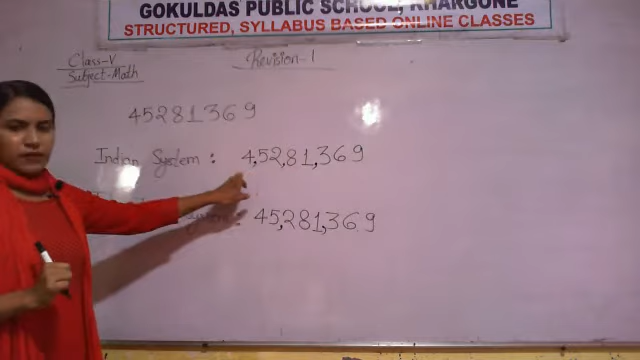 GOKULDAS PUBLIC SCHOOL, KHARGONE
STRUCTURED, SYLLABUS BASED ONLINE CLASSES
Class-V
Revision-1
Subject-Math
45281369
Indian System : 4,52,81,369
: 45,281,369